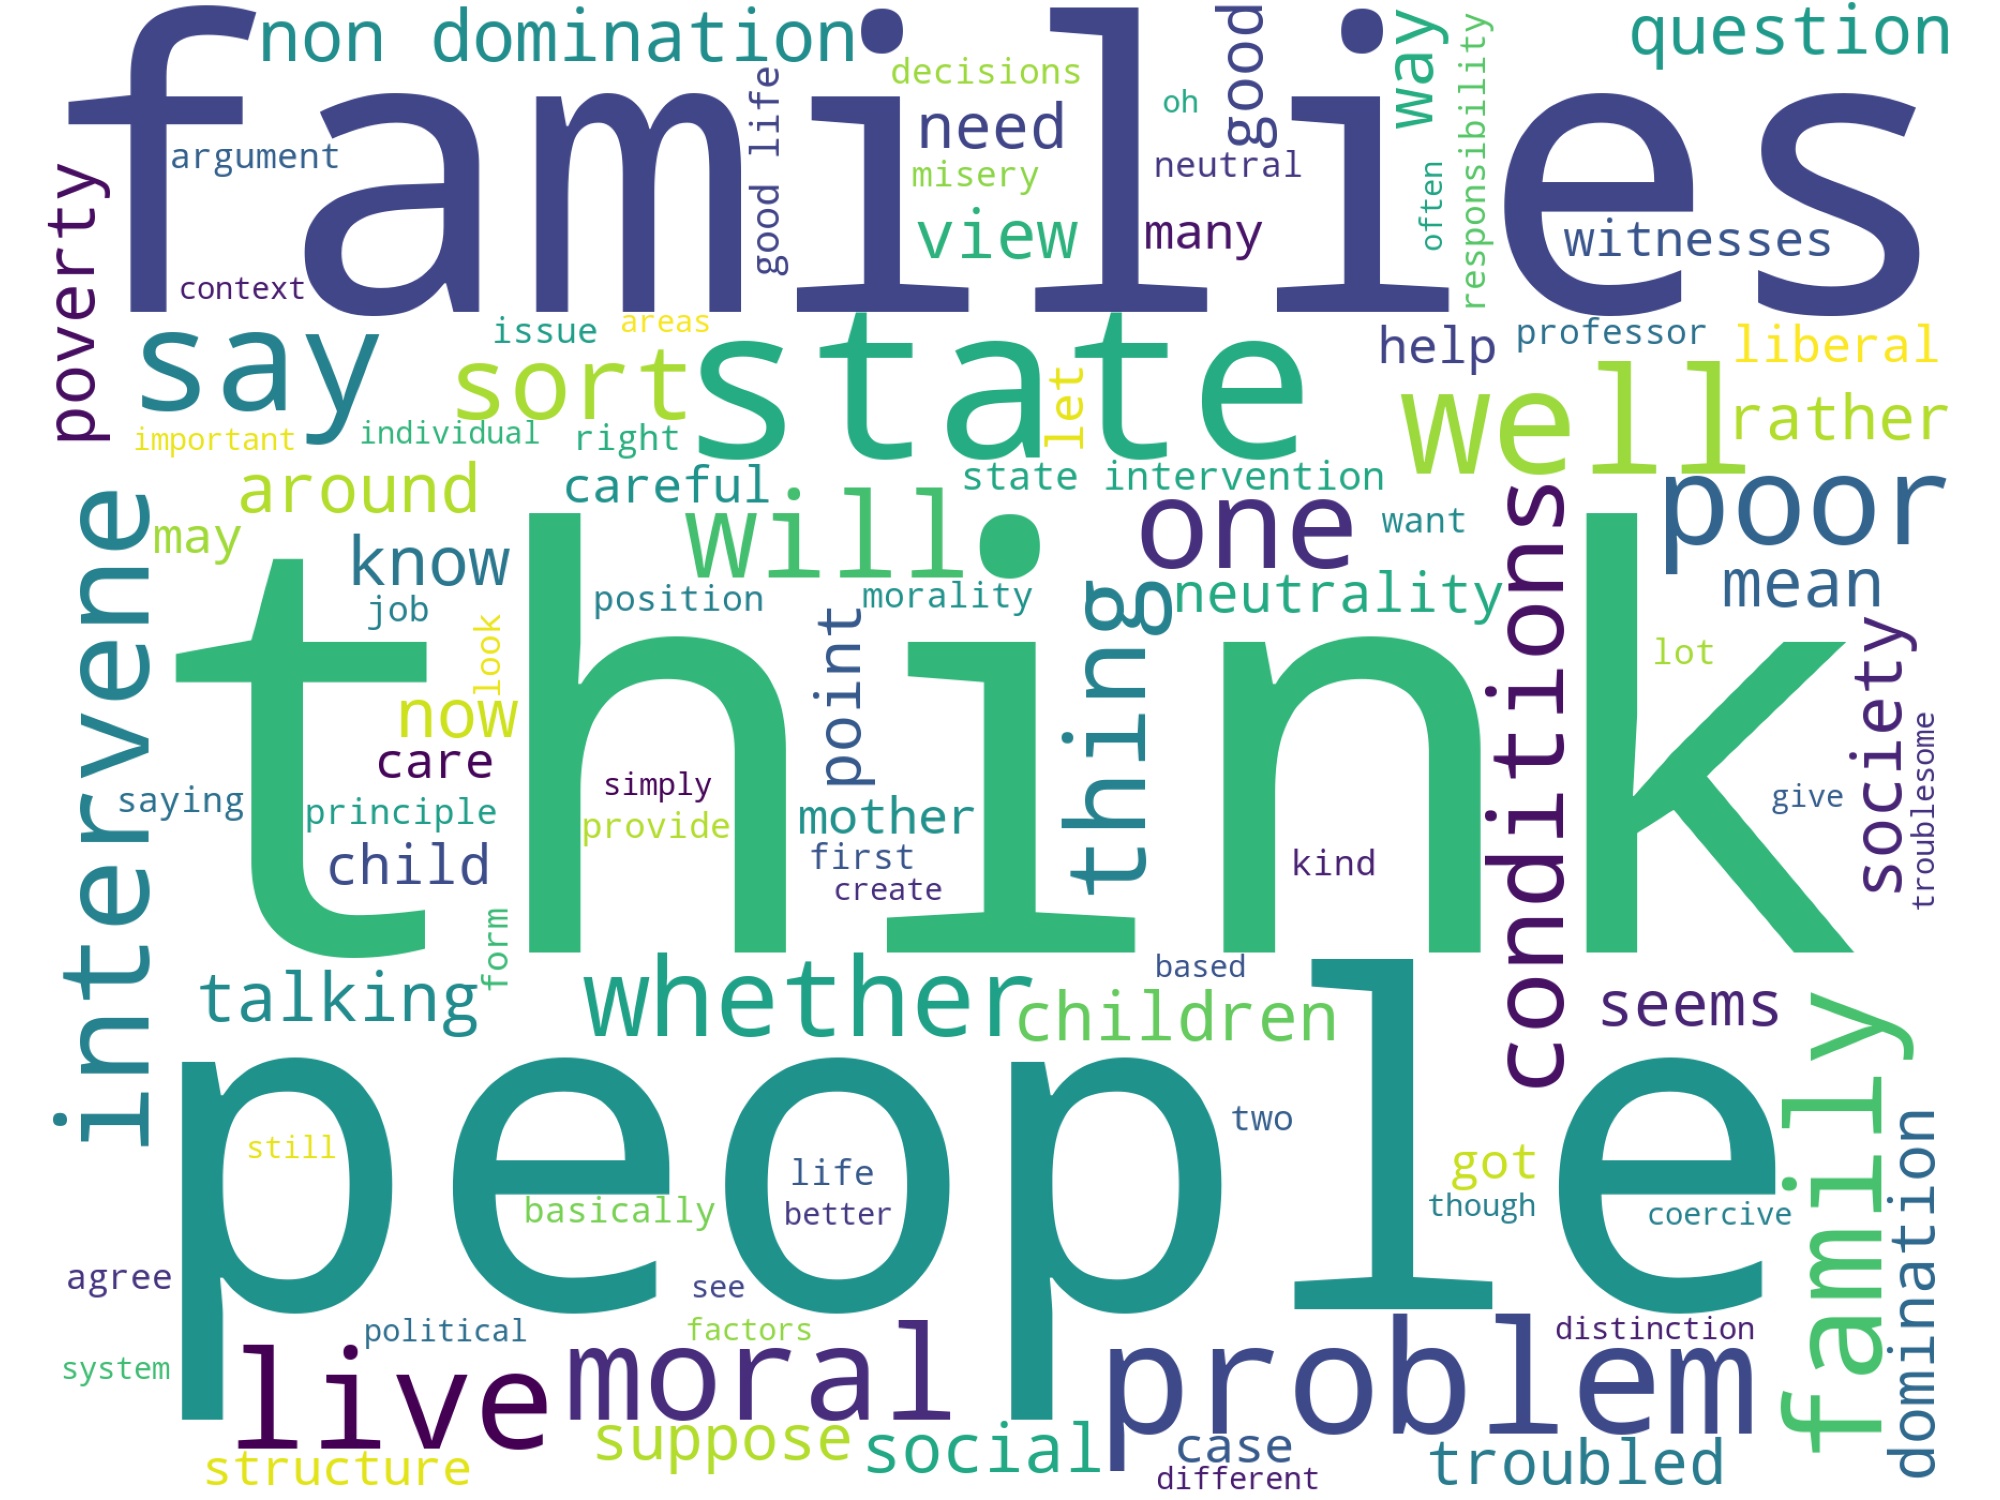 families
non domination
question
good
way
responsibility
decisions
oh
need
good life
argument
misery
neutral
often
poverty
view
many
witnesses
context
say
issue
areas
state
help
professor
liberal
sort
let
well
rather
important
individual
right
around
careful
state intervention
intervene
will
one
want
conditions
poor
may
know
job
position
morality
thing
neutrality
mean
think
look
point
lot
society
now
care
simply
troublesome
saying
principle
provide
mother
give
child
first
create
kind
form
talking
whether
based
children
seems
family
people
two
still
life
basically
better
got
though
coercive
domination
agree
see
political
factors
distinction
system
live
moral
problem
suppose
social
case
troubled
structure
different